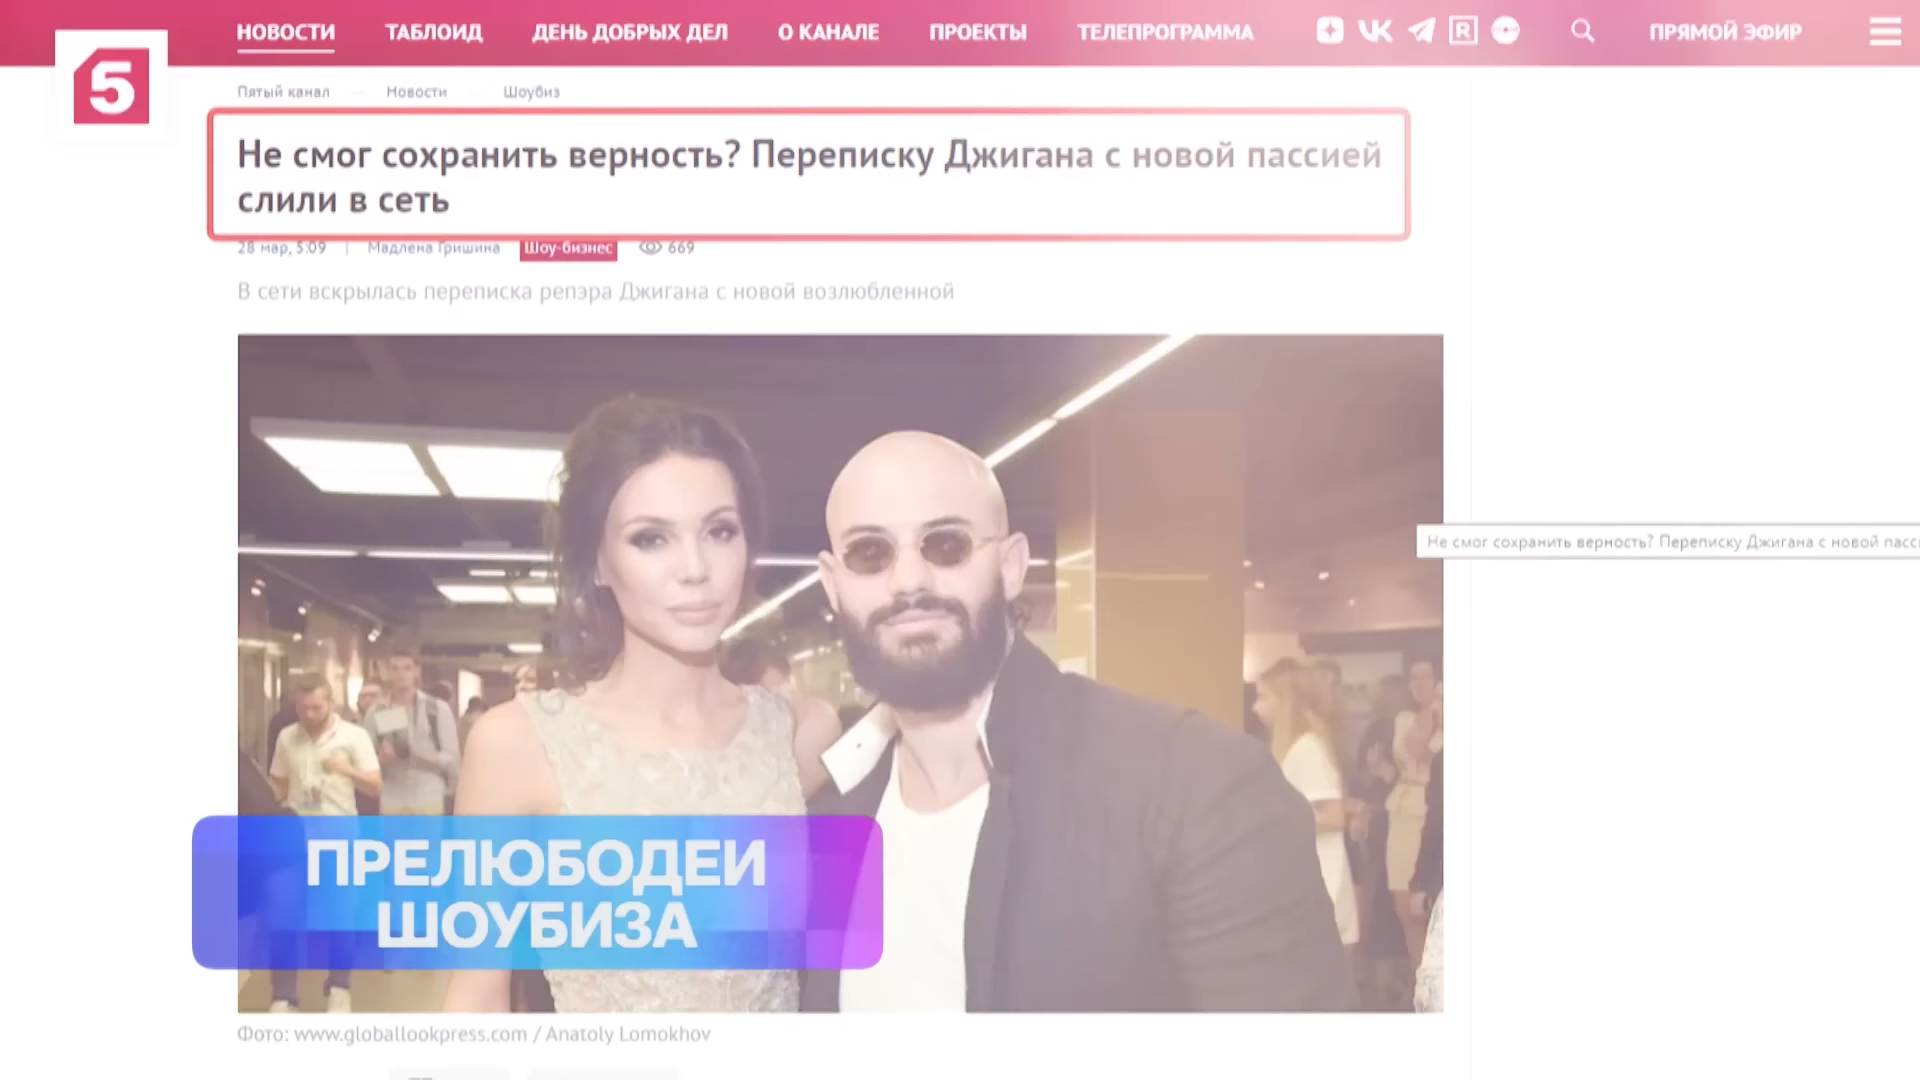 НОВОСТИ ТАБЛОИД ДЕНЬ ДОБРЫХ ДЕЛ О КАНАЛЕ ПРОЕКТЫ ТЕЛЕПРОГРАММА R ПРЯМОЙ ЭФИР
5
Пятый канал Новости Шоубиз
Не смог сохранить верность? Переписку Джигана с новой пассией
слили в сеть
28 мар, 5:09 | Мадлена Гришина Шоу-бизнес 669
В сети вскрылась переписка репэра Джигана с новой возлюбленной
Не смог сохранить верность? Переписку Джигана с новой пасс
ПРЕЛЮБОДЕИ
ШОУБИЗА
Фото: www.globallookpress.com / Anatoly Lomokhov